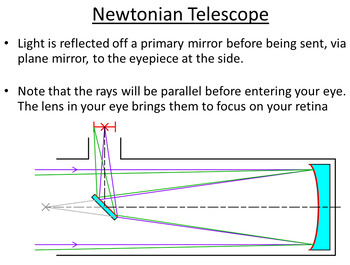 Newtonian Telescope
• Light is reflected off a primary mirror before being sent, via
plane mirror, to the eyepiece at the side.
• Note that the rays will be parallel before entering your eye.
The lens in your eye brings them to focus on your retina